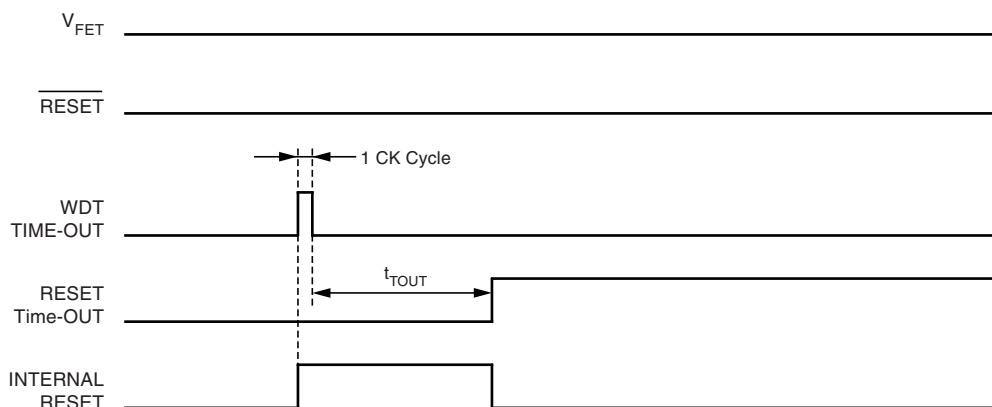 VFET
RESET
1 CK Cycle
WDT
TIME-OUT
tTOUT
RESET
Time-OUT
INTERNAL
RESET